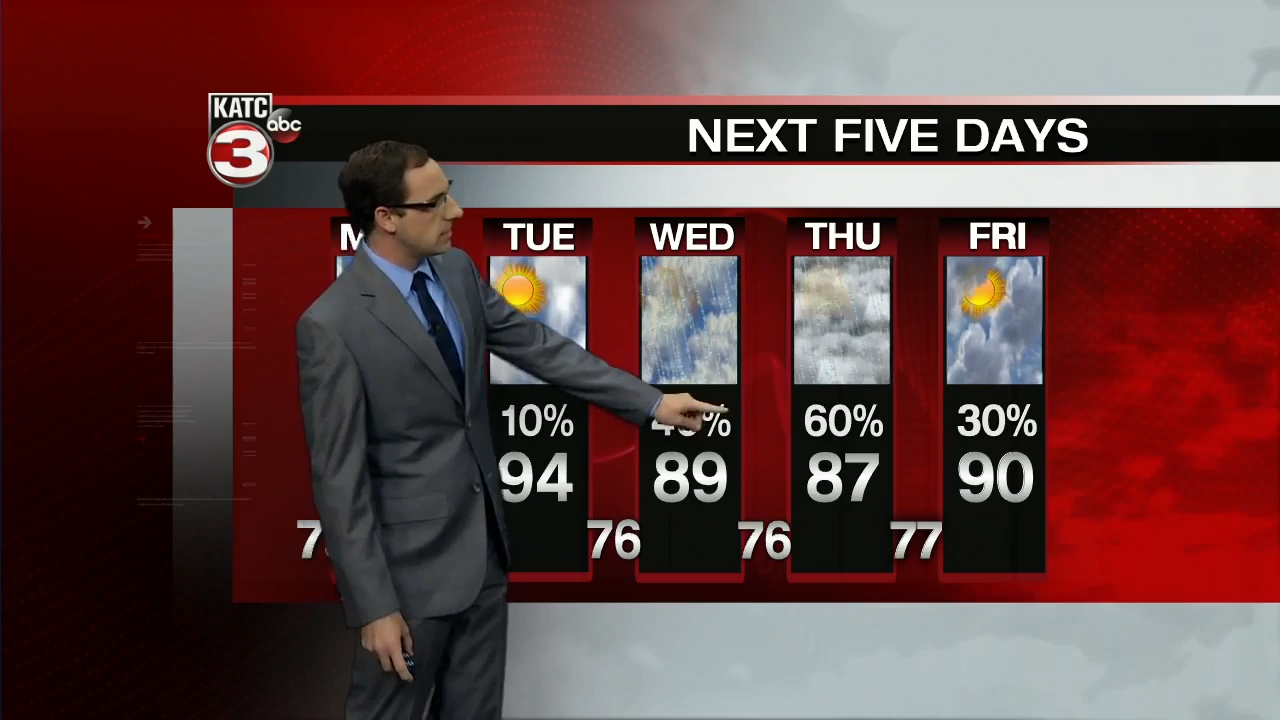 KATC
abc
3
NEXT FIVE DAYS
TUE WED THU FRI
10% 60% 30%
94 89 87 90
76 76 77